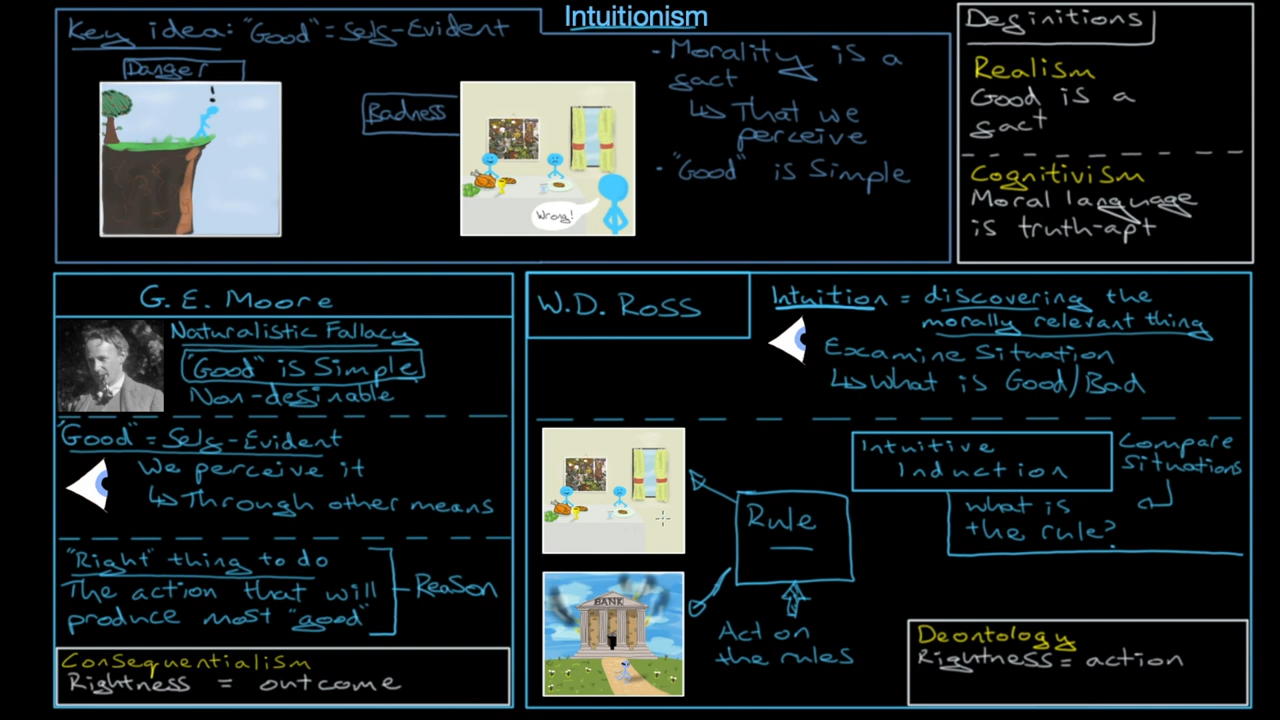 Intuitionism
Key idea: "Good" = Self-Evident
Danger
!
Badness
Wrong!
- Morality is a
fact
↳ That we
perceive
- "Good" is Simple
Definitions
Realism
Good is a
fact
Cognitivism
Moral language
is truth-apt
G. E. Moore
Naturalistic Fallacy
"Good" is Simple
Non-desirable
"Good" = Self-Evident
We perceive it
↳ Through other means
"Right" thing to do
The action that will
produce most "good"
Reason
Consequentialism
Rightness = outcome
W.D. Ross
Intuition = discovering the
morally relevant thing
Examine Situation
↳ What is Good/Bad
Intuitive
Induction
Compare
Situations
what is
the rule?
Rule
BANK
Act on
the rules
Deontology
Rightness = action